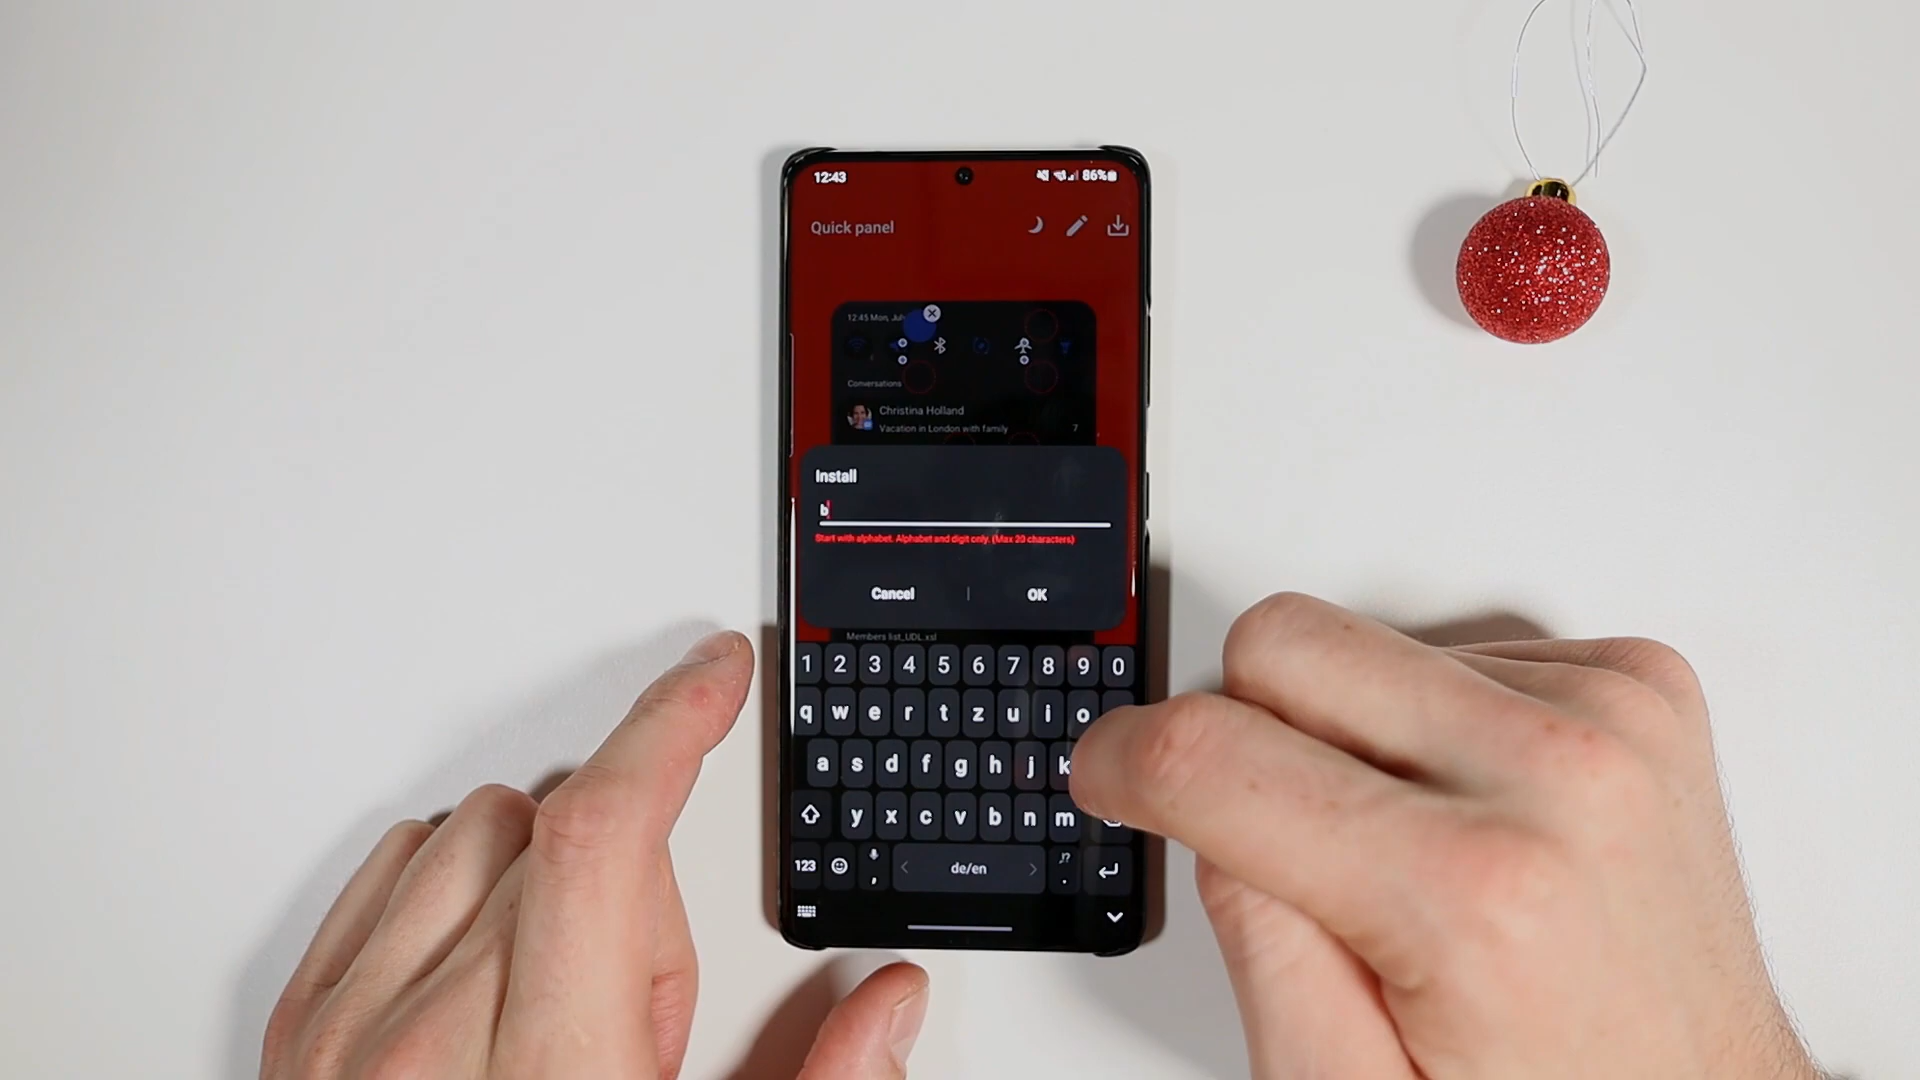 12:43 86%
Quick panel
12:45 Mon, July
Conversations
Christina Holland
Vacation in London with family 7
Install
b
Start with alphabet. Alphabet and digit only. (Max 20 characters)
Cancel | OK
Members list_UDL.xsl
1 2 3 4 5 6 7 8 9 0
q w e r t z u i o
a s d f g h j k
y x c v b n m
123 , de/en !? .